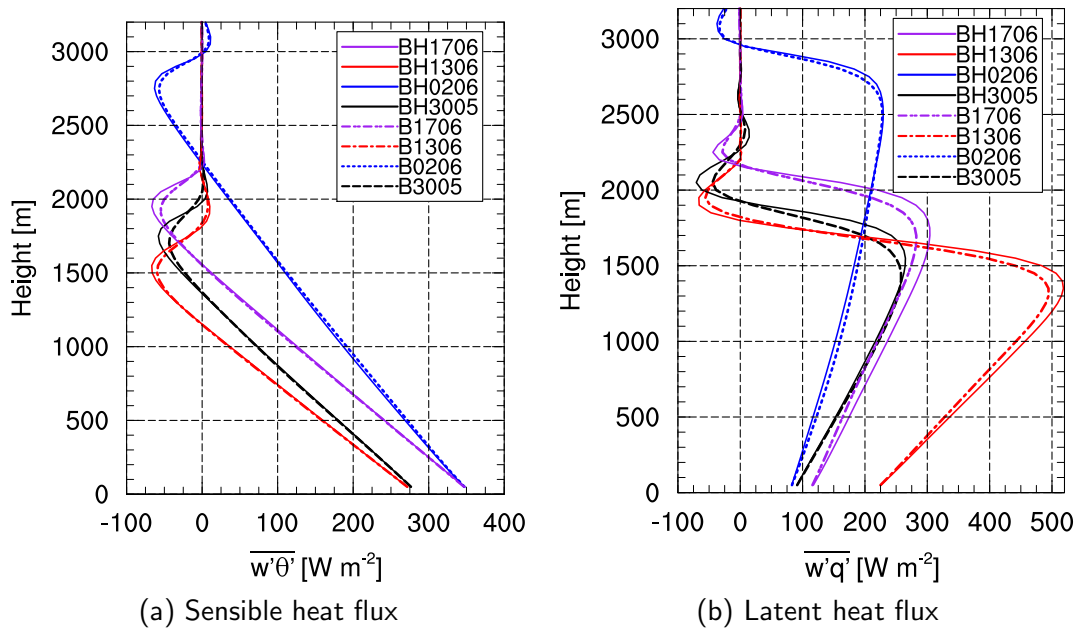 3000
2500
2000
1500
1000
500
0
Height [m]
-100 0 100 200 300 400
w'θ' [W m-2]
BH1706
BH1306
BH0206
BH3005
B1706
B1306
B0206
B3005
(a) Sensible heat flux
3000
2500
2000
1500
1000
500
0
Height [m]
-100 0 100 200 300 400 500
w'q' [W m-2]
BH1706
BH1306
BH0206
BH3005
B1706
B1306
B0206
B3005
(b) Latent heat flux